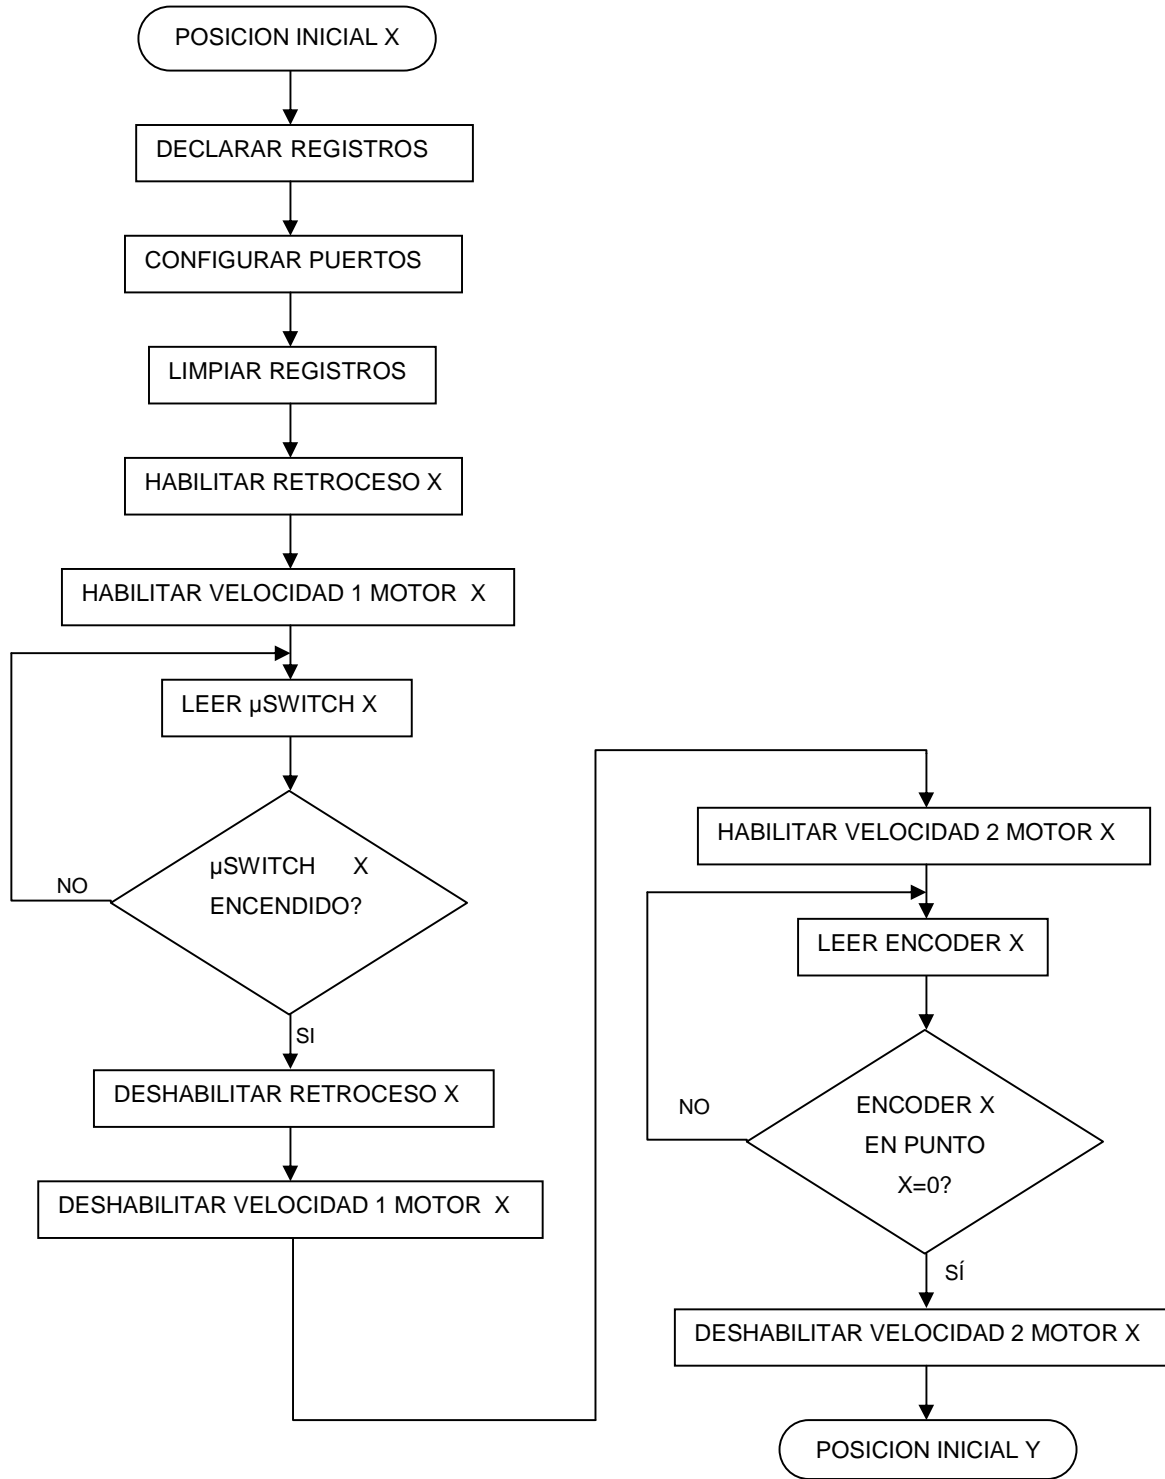 POSICION INICIAL X
DECLARAR REGISTROS
CONFIGURAR PUERTOS
LIMPIAR REGISTROS
HABILITAR RETROCESO X
HABILITAR VELOCIDAD 1 MOTOR X
LEER µSWITCH X
µSWITCH X
ENCENDIDO?
NO
SI
DESHABILITAR RETROCESO X
DESHABILITAR VELOCIDAD 1 MOTOR X
HABILITAR VELOCIDAD 2 MOTOR X
LEER ENCODER X
ENCODER X
EN PUNTO
X=0?
NO
SÍ
DESHABILITAR VELOCIDAD 2 MOTOR X
POSICION INICIAL Y